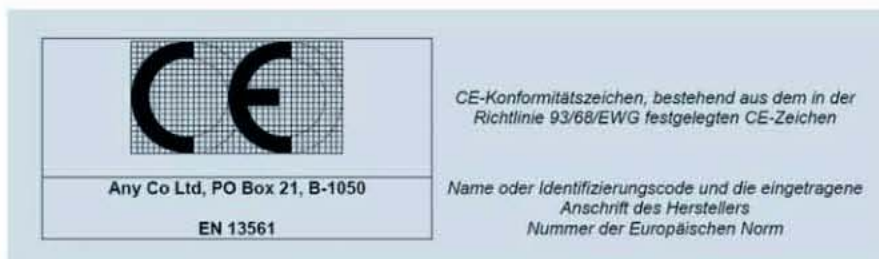 CE
CE-Konformitätszeichen, bestehend aus dem in der
Richtlinie 93/68/EWG festgelegten CE-Zeichen
Any Co Ltd, PO Box 21, B-1050
EN 13561
Name oder Identifizierungscode und die eingetragene
Anschrift des Herstellers
Nummer der Europäischen Norm